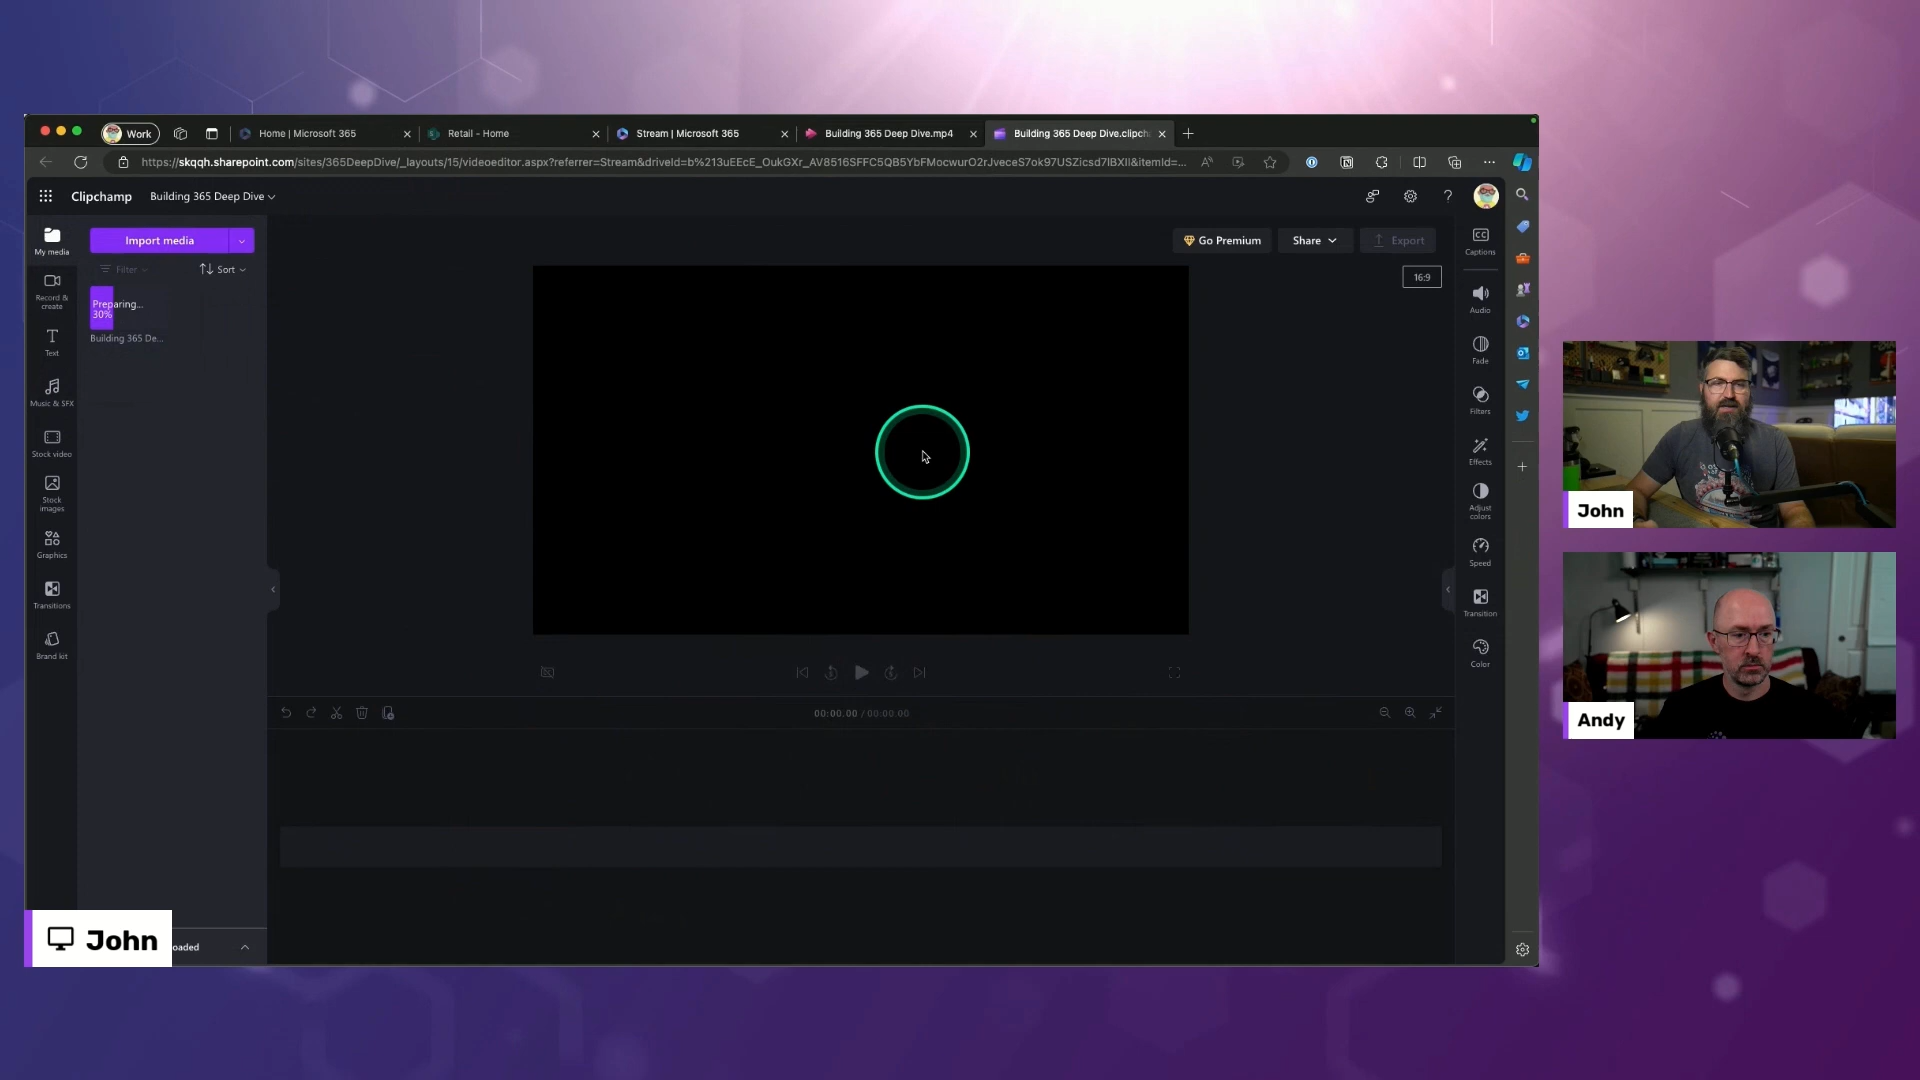 Work
Home | Microsoft 365
Retail - Home
Stream | Microsoft 365
Building 365 Deep Dive.mp4
Building 365 Deep Dive.clipch
https://skqqh.sharepoint.com/sites/365DeepDive/_layouts/15/videoeditor.aspx?referrer=Stream&driveId=b%213uEEcE_OukGXr_AV8516SFFC5QB5YbFMocwurO2rJveceS7ok97USZicsd7lBXIl&itemId=...
Clipchamp
Building 365 Deep Dive
?
My media
Import media
Go Premium
Share
Export
CC
Captions
Filter
Sort
16:9
Record &
create
Preparing...
30%
Building 365 De...
Audio
Text
Fade
Music & SFX
Filters
Stock video
Effects
Stock
images
Adjust
colors
Graphics
Speed
Transitions
Transition
Brand kit
Color
00:00.00 / 00:00.00
John
oaded
John
Andy